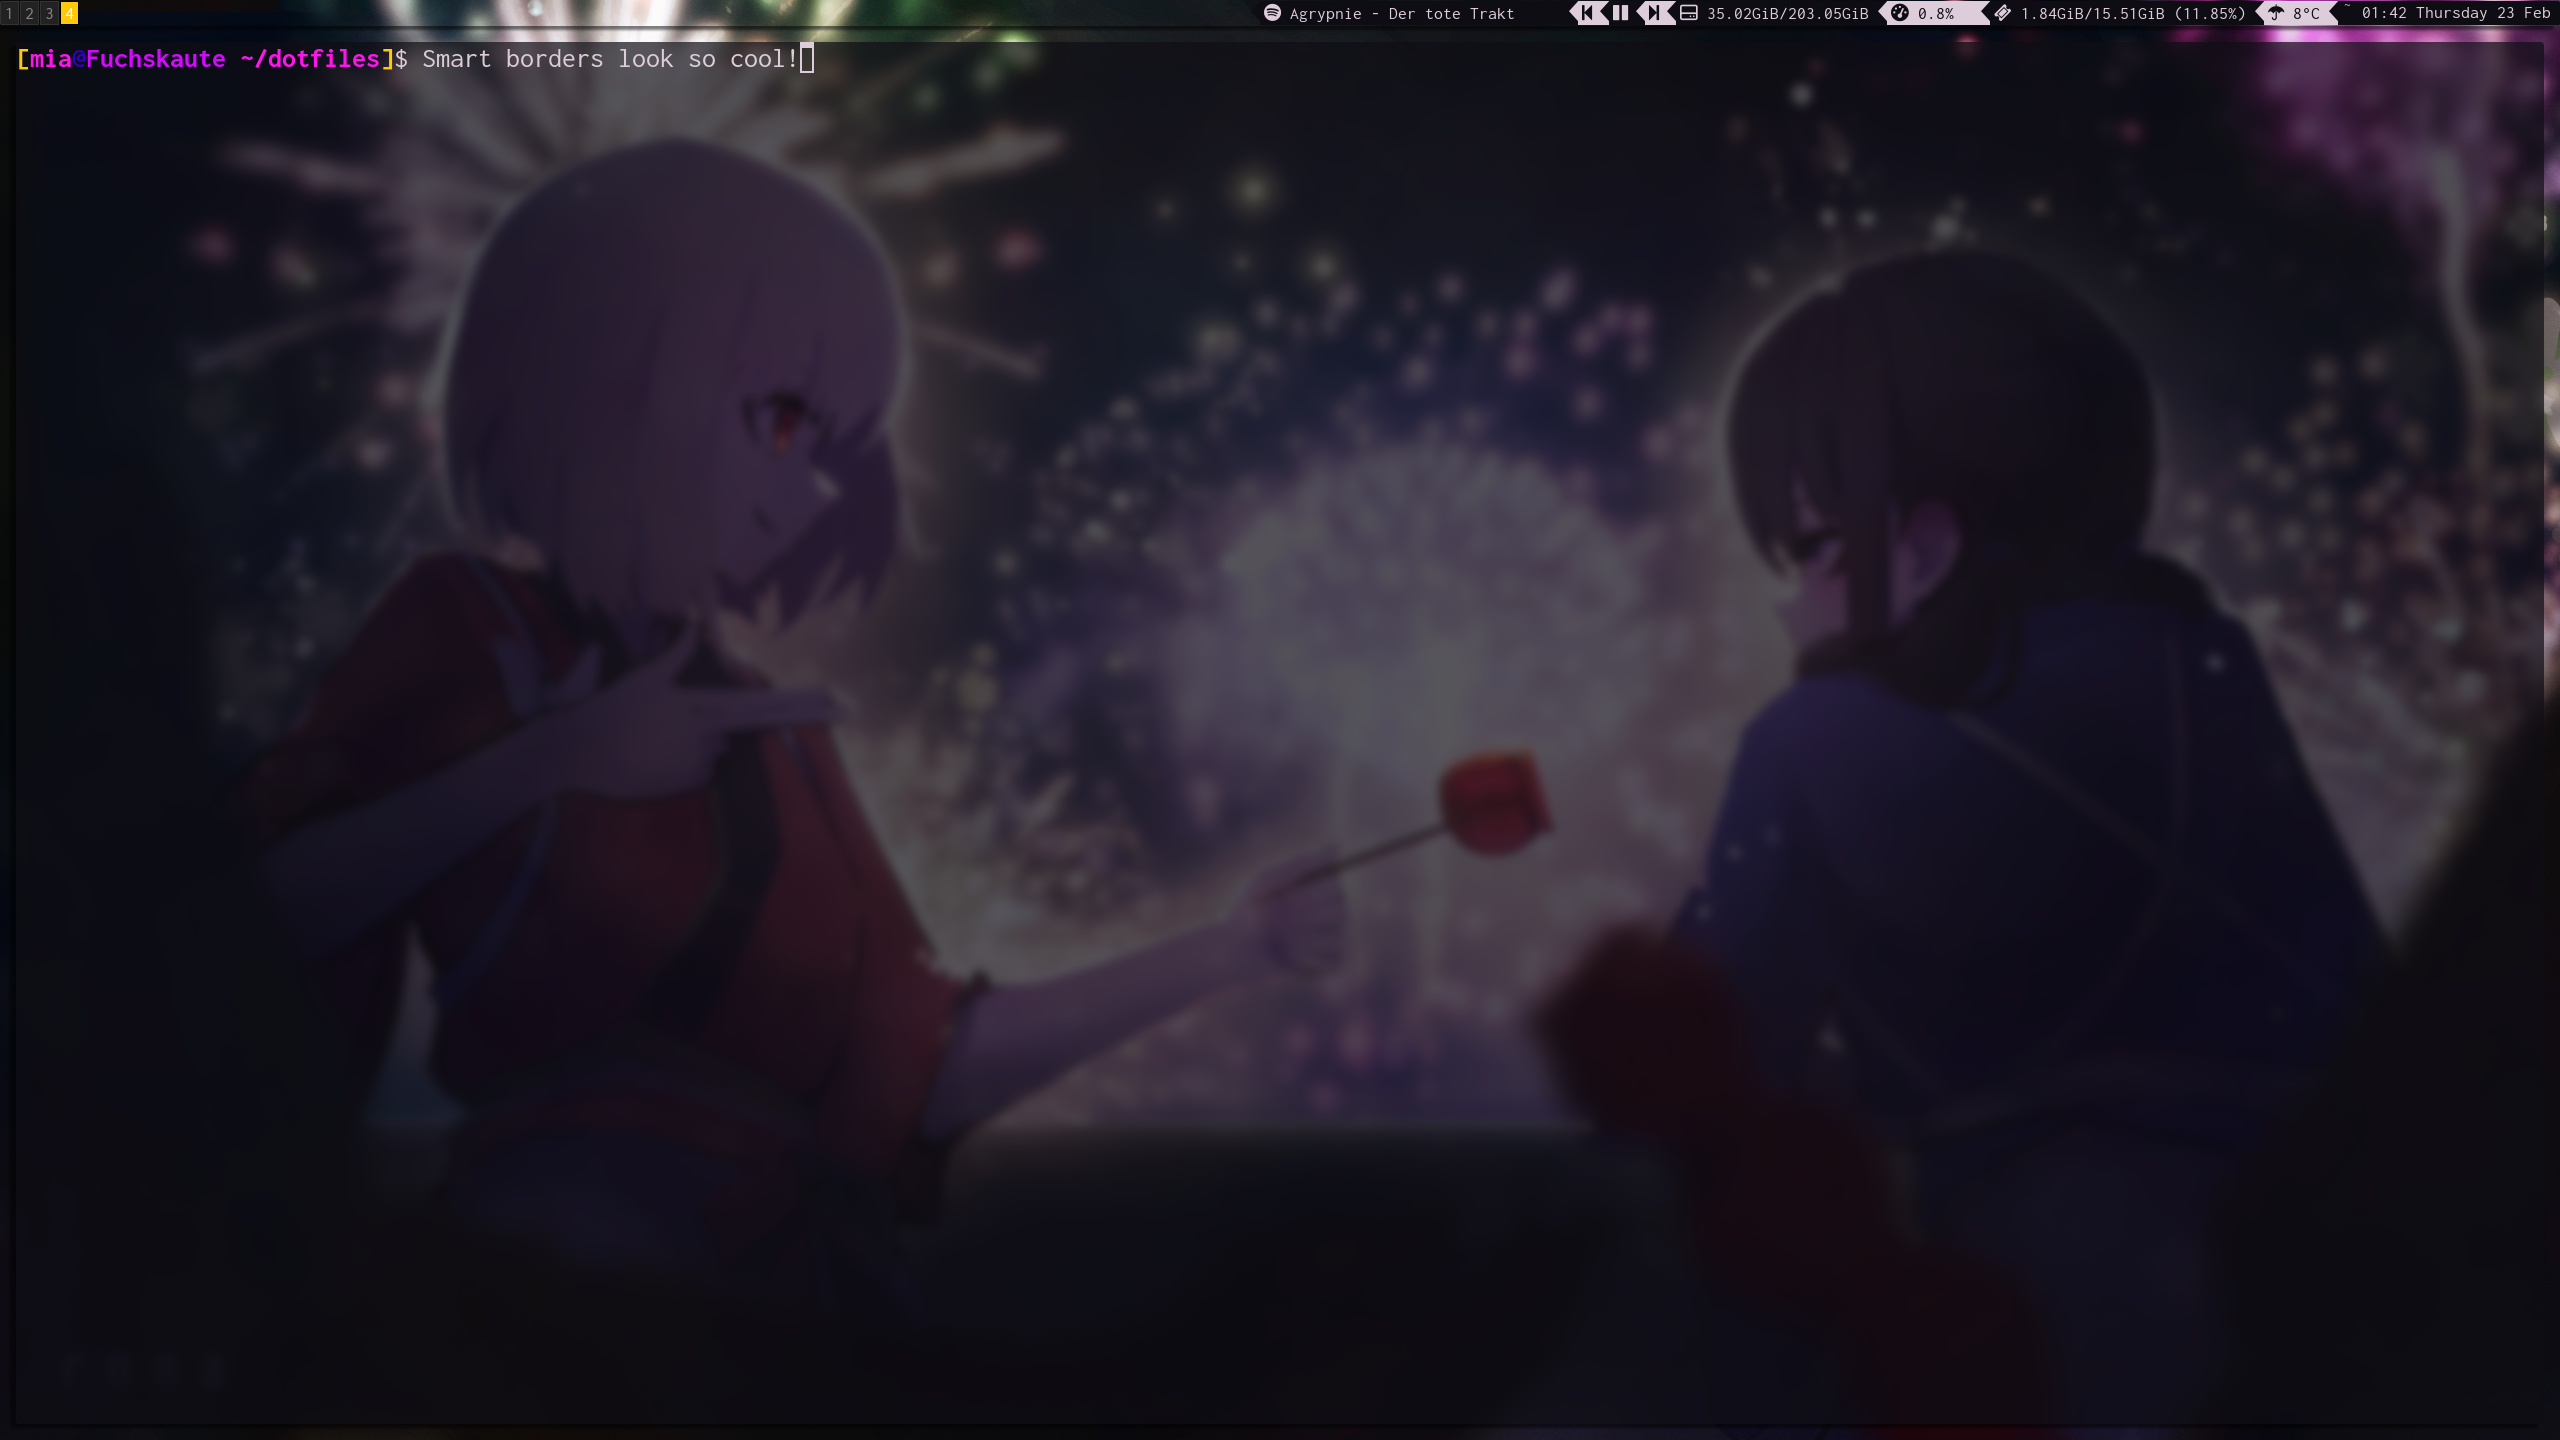 1 2 3 4 Agrypnie - Der tote Trakt 35.02GiB/203.05GiB 0.8% 1.84GiB/15.51GiB (11.85%) 8°C ~ 01:42 Thursday 23 Feb
[mia@Fuchskaute ~/dotfiles]$ Smart borders look so cool!